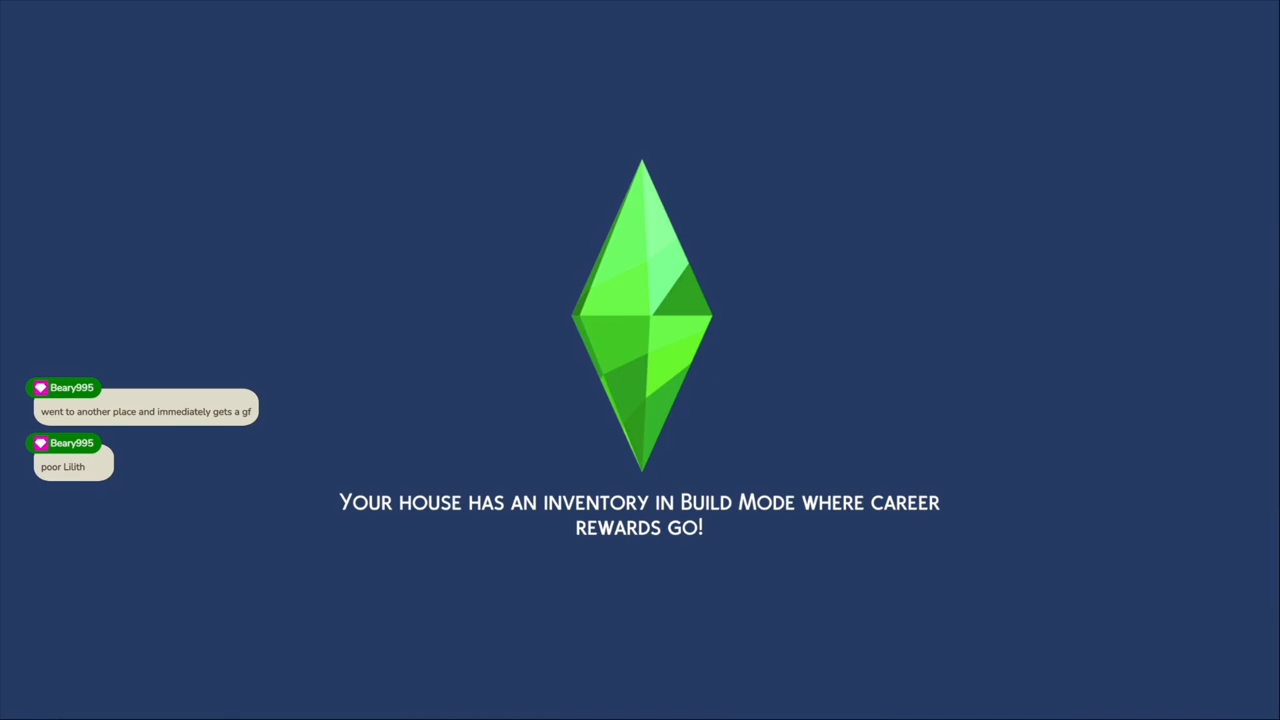 Beary995
went to another place and immediately gets a gf
Beary995
poor Lilith
Your house has an inventory in Build Mode where career
rewards go!